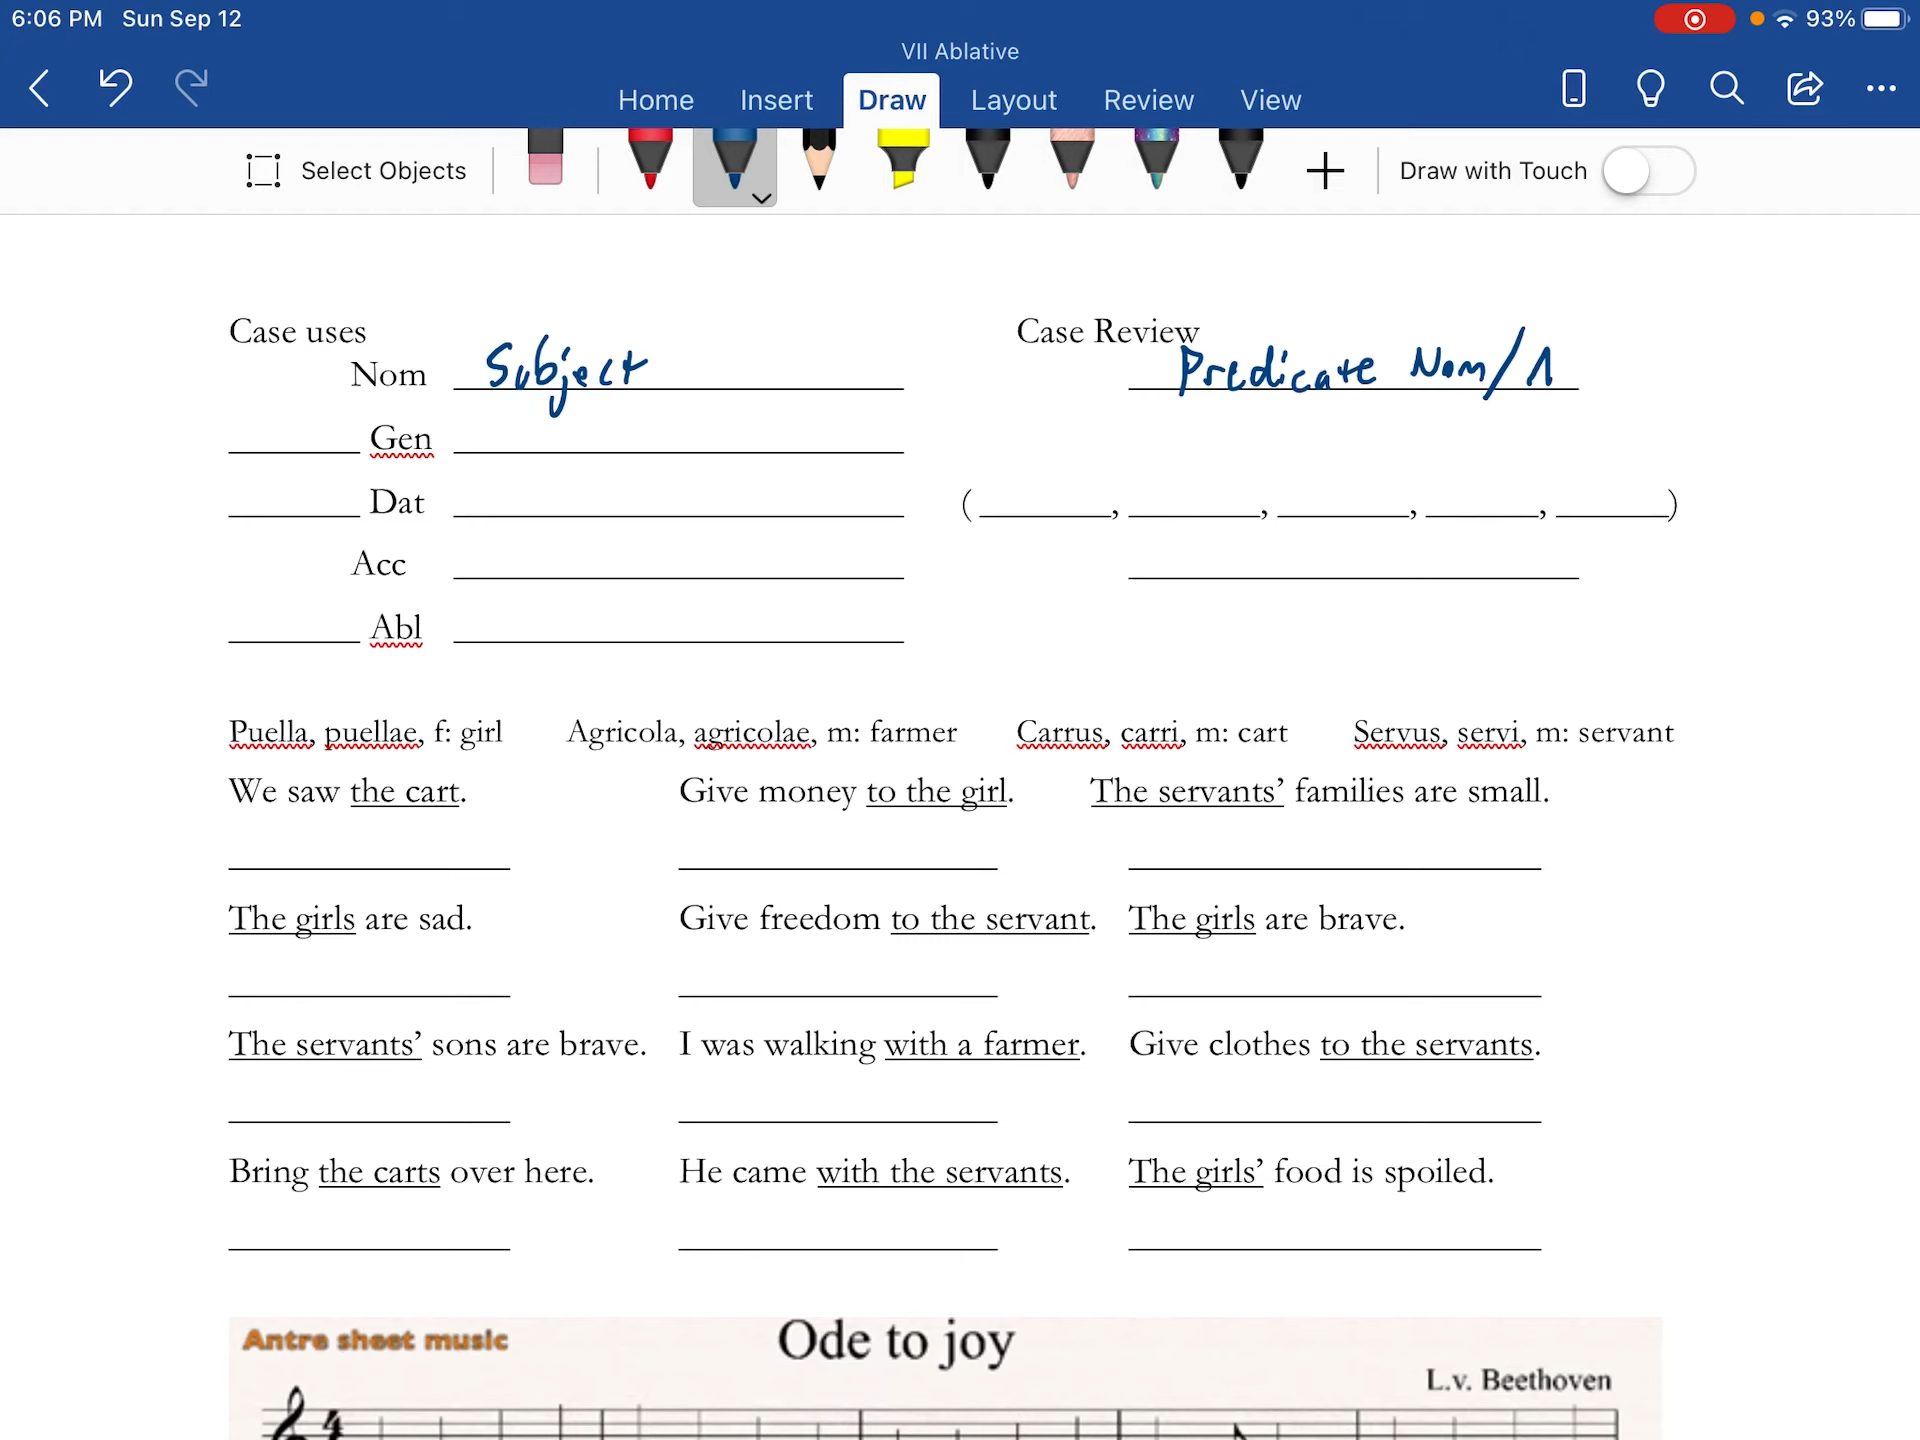 6:06 PM Sun Sep 12 93%
VII Ablative
Home Insert Draw Layout Review View
Select Objects Draw with Touch
Case uses Case Review
Nom Subject Predicate Nom/
Gen
Dat ( , , , , )
Acc
Abl
Puella, puellae, f: girl Agricola, agricolae, m: farmer Carrus, carri, m: cart Servus, servi, m: servant
We saw the cart. Give money to the girl. The servants’ families are small.
The girls are sad. Give freedom to the servant. The girls are brave.
The servants’ sons are brave. I was walking with a farmer. Give clothes to the servants.
Bring the carts over here. He came with the servants. The girls’ food is spoiled.
Antre sheet music Ode to joy
L.v. Beethoven
4